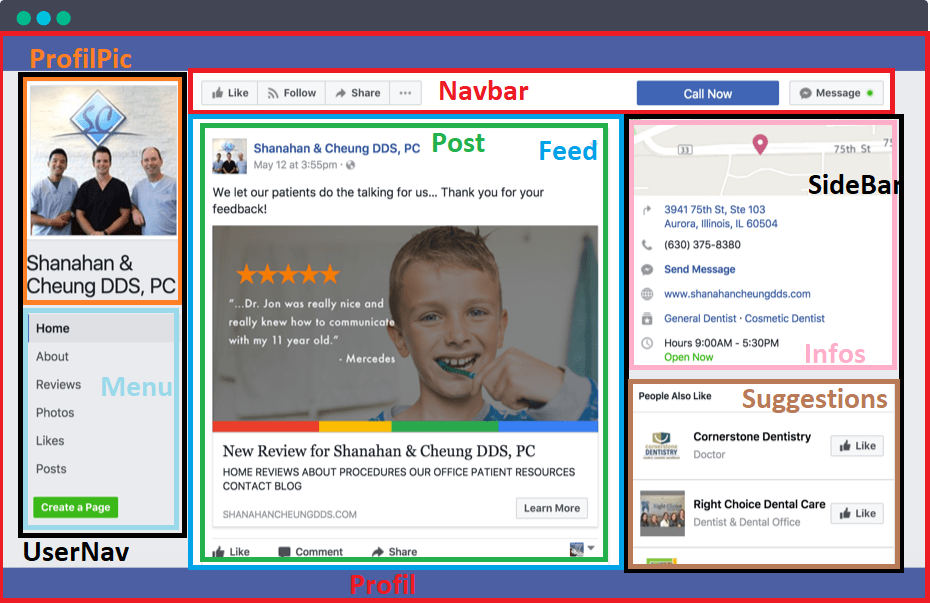 ProfilPic
SC
Shanahan &
Cheung DDS, PC
Home
About
Reviews
Menu
Photos
Likes
Posts
Create a Page
UserNav
Like
Follow
Share
Navbar
Call Now
Message
Shanahan & Cheung DDS, PC
Post
Feed
May 12 at 3:55pm ·
We let our patients do the talking for us... Thank you for your
feedback!
“...Dr. Jon was really nice and
really knew how to communicate
with my 11 year old.”
- Mercedes
New Review for Shanahan & Cheung DDS, PC
HOME REVIEWS ABOUT PROCEDURES OUR OFFICE PATIENT RESOURCES
CONTACT BLOG
SHANAHANCHEUNGDDS.COM
Learn More
Like
Comment
Share
33
75th St
75
SideBar
3941 75th St, Ste 103
Aurora, Illinois, IL 60504
(630) 375-8380
Send Message
www.shanahancheungdds.com
General Dentist · Cosmetic Dentist
Hours 9:00AM - 5:30PM
Open Now
Infos
People Also Like
Suggestions
CORNERSTONE
DENTISTRY
Cornerstone Dentistry
Doctor
Like
Right Choice
Right Choice Dental Care
Dentist & Dental Office
Like
Profil